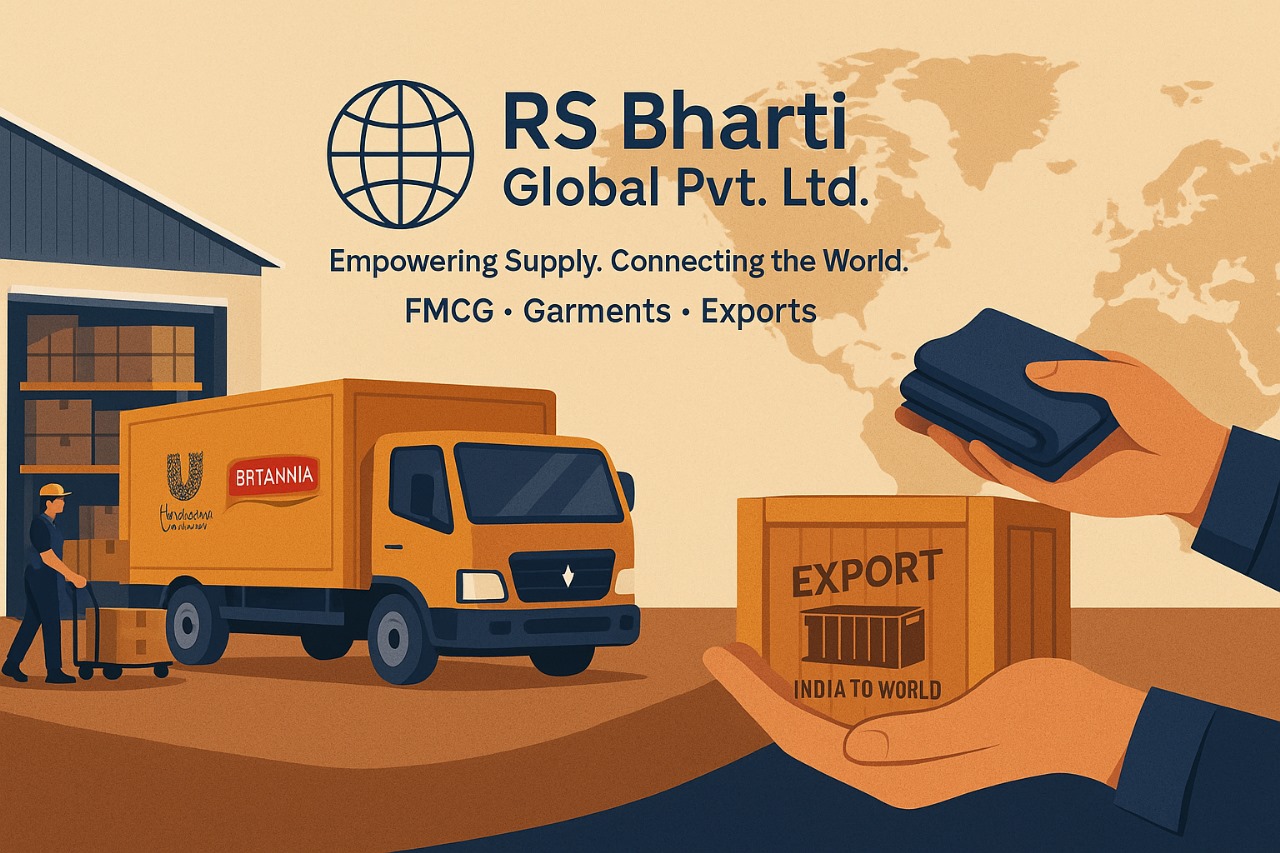 RS Bharti
Global Pvt. Ltd.
Empowering Supply. Connecting the World.
FMCG • Garments • Exports
BRTANNIA
EXPORT
INDIA TO WORLD